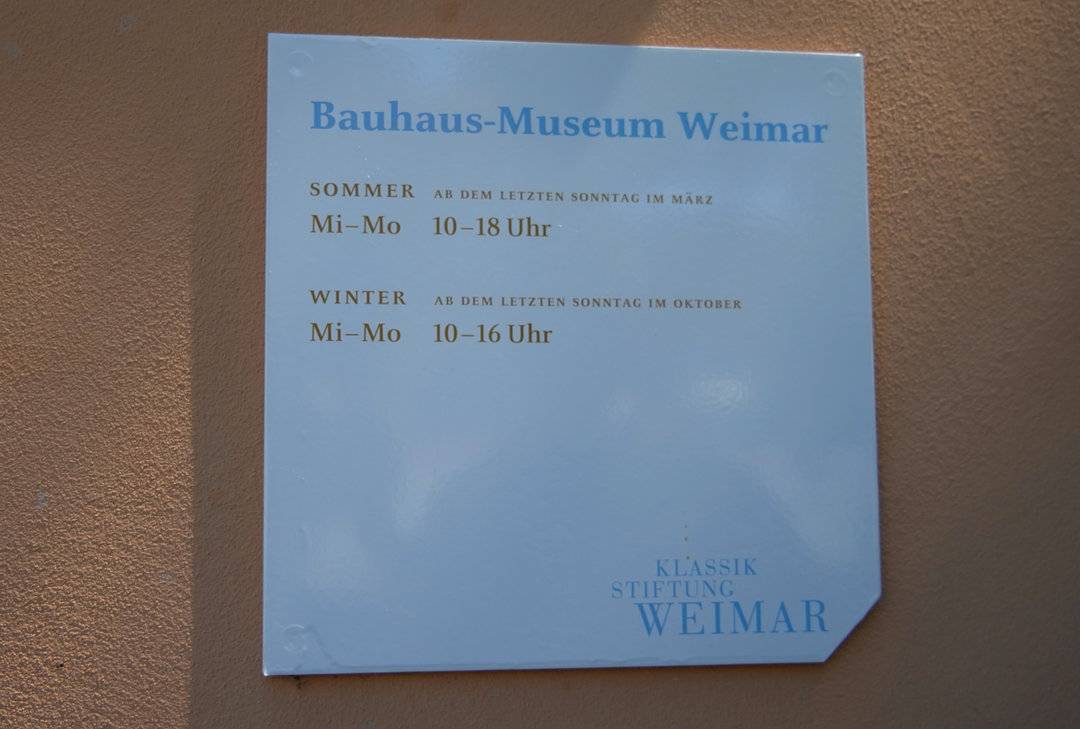 Bauhaus-Museum Weimar
SOMMER AB DEM LETZTEN SONNTAG IM MÄRZ
Mi–Mo 10–18 Uhr
WINTER AB DEM LETZTEN SONNTAG IM OKTOBER
Mi–Mo 10–16 Uhr
KLASSIK
STIFTUNG
WEIMAR